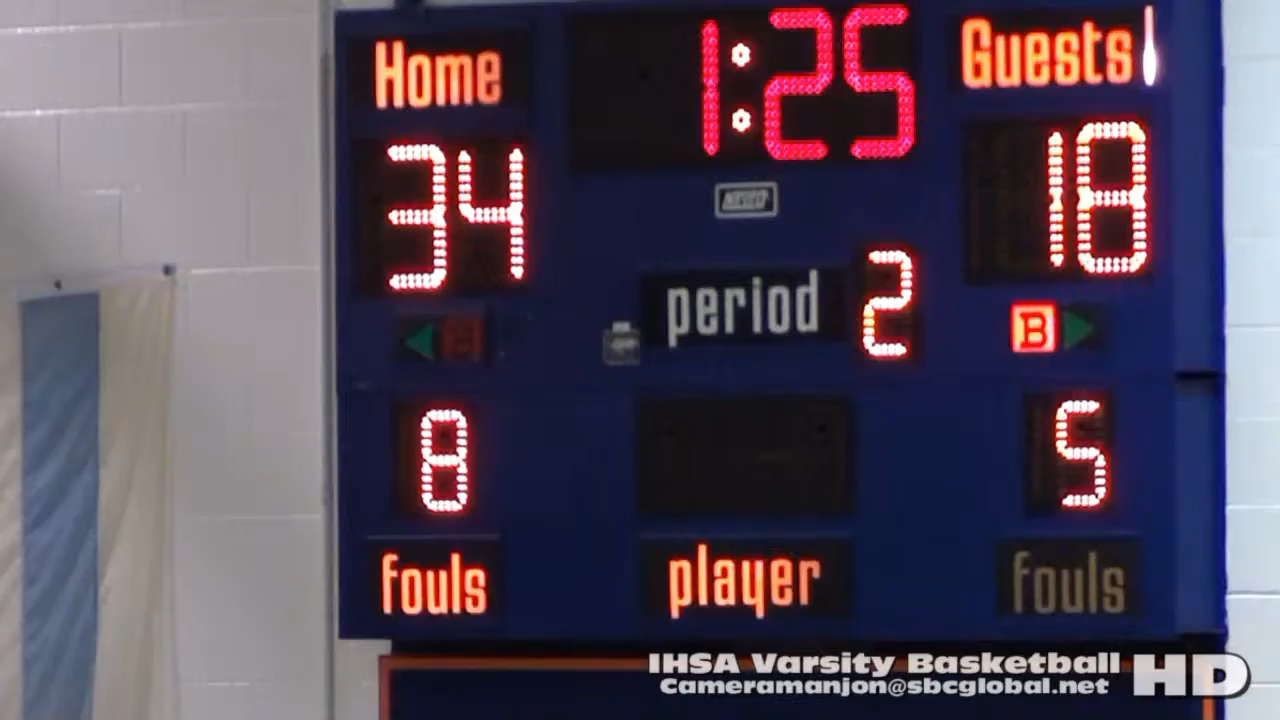 Home 1:25 Guests
34 18
period 2
B B
8 5
fouls player fouls
IHSA Varsity Basketball HD
Cameramanjon@sbcglobal.net